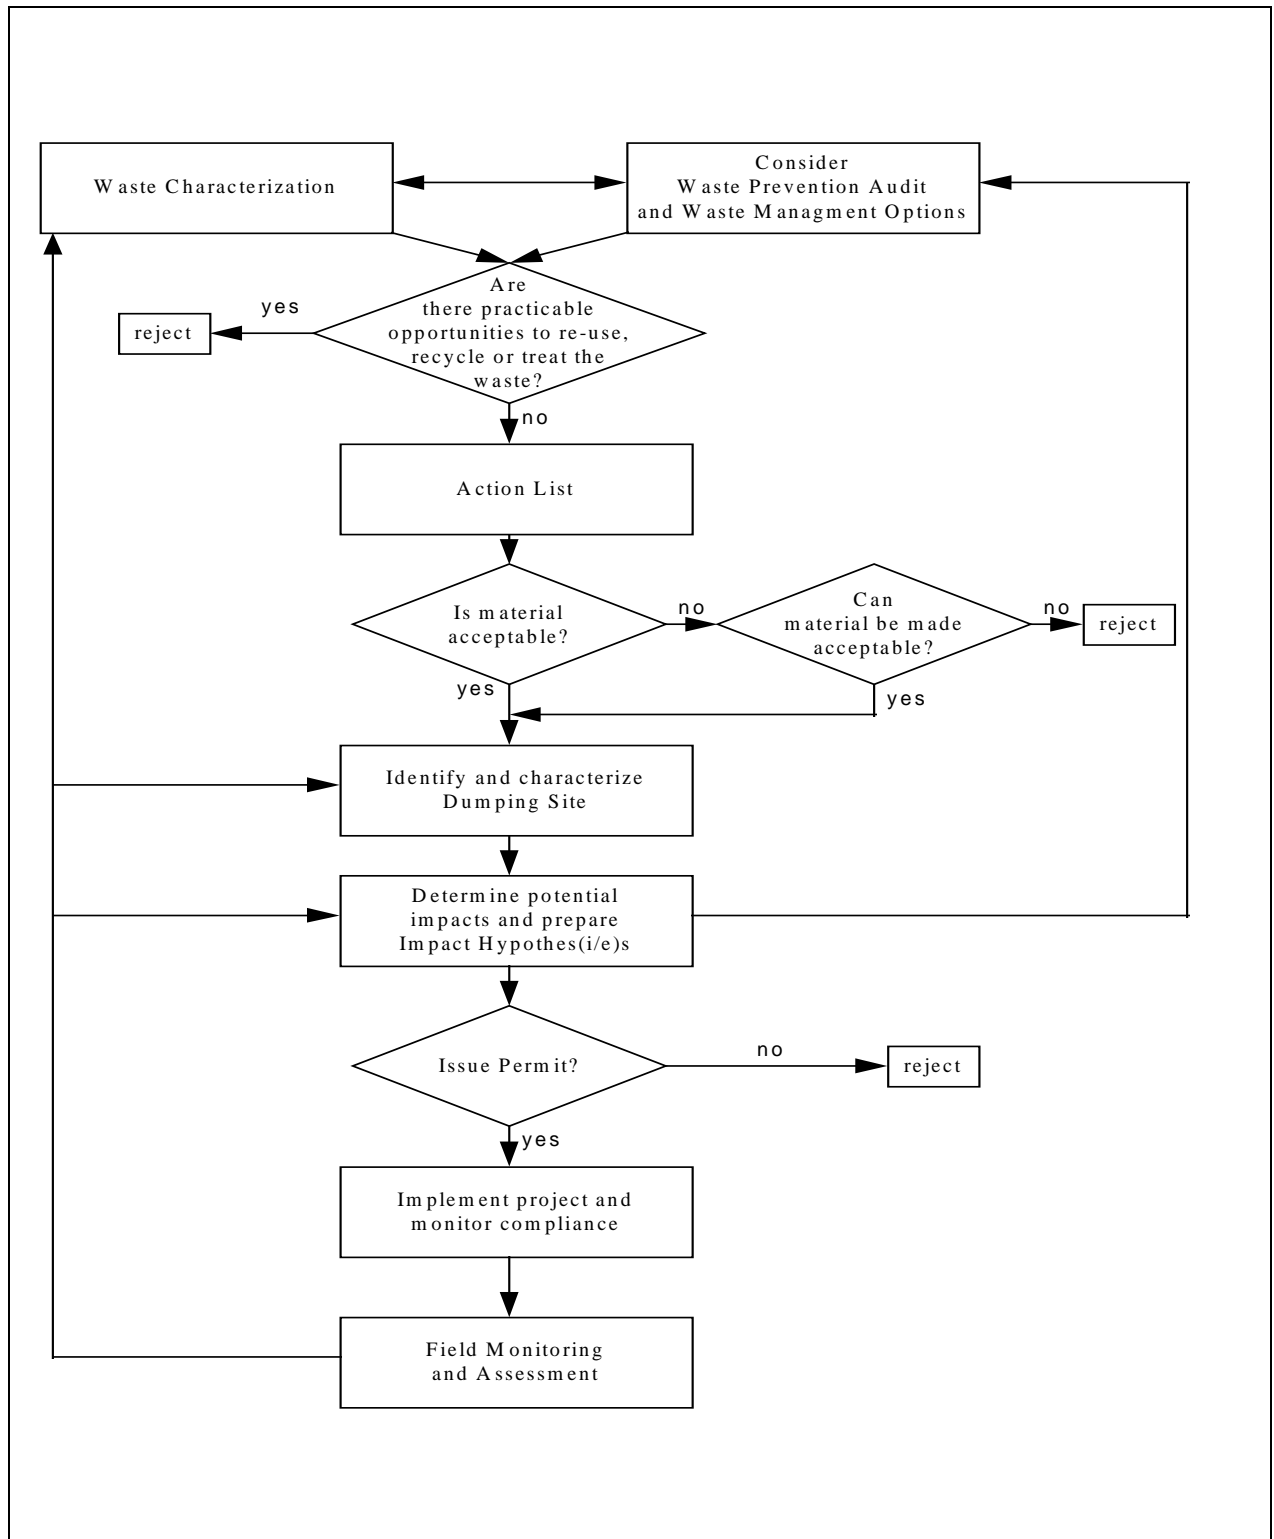 Waste Characterization
Consider
Waste Prevention Audit
and Waste Managment Options
Are
there practicable
opportunities to re-use,
recycle or treat the
waste?
yes
reject
no
Action List
Is material
acceptable?
no
Can
material be made
acceptable?
no
reject
yes
yes
Identify and characterize
Dumping Site
Determine potential
impacts and prepare
Impact Hypothes(i/e)s
Issue Permit?
no
reject
yes
Implement project and
monitor compliance
Field Monitoring
and Assessment